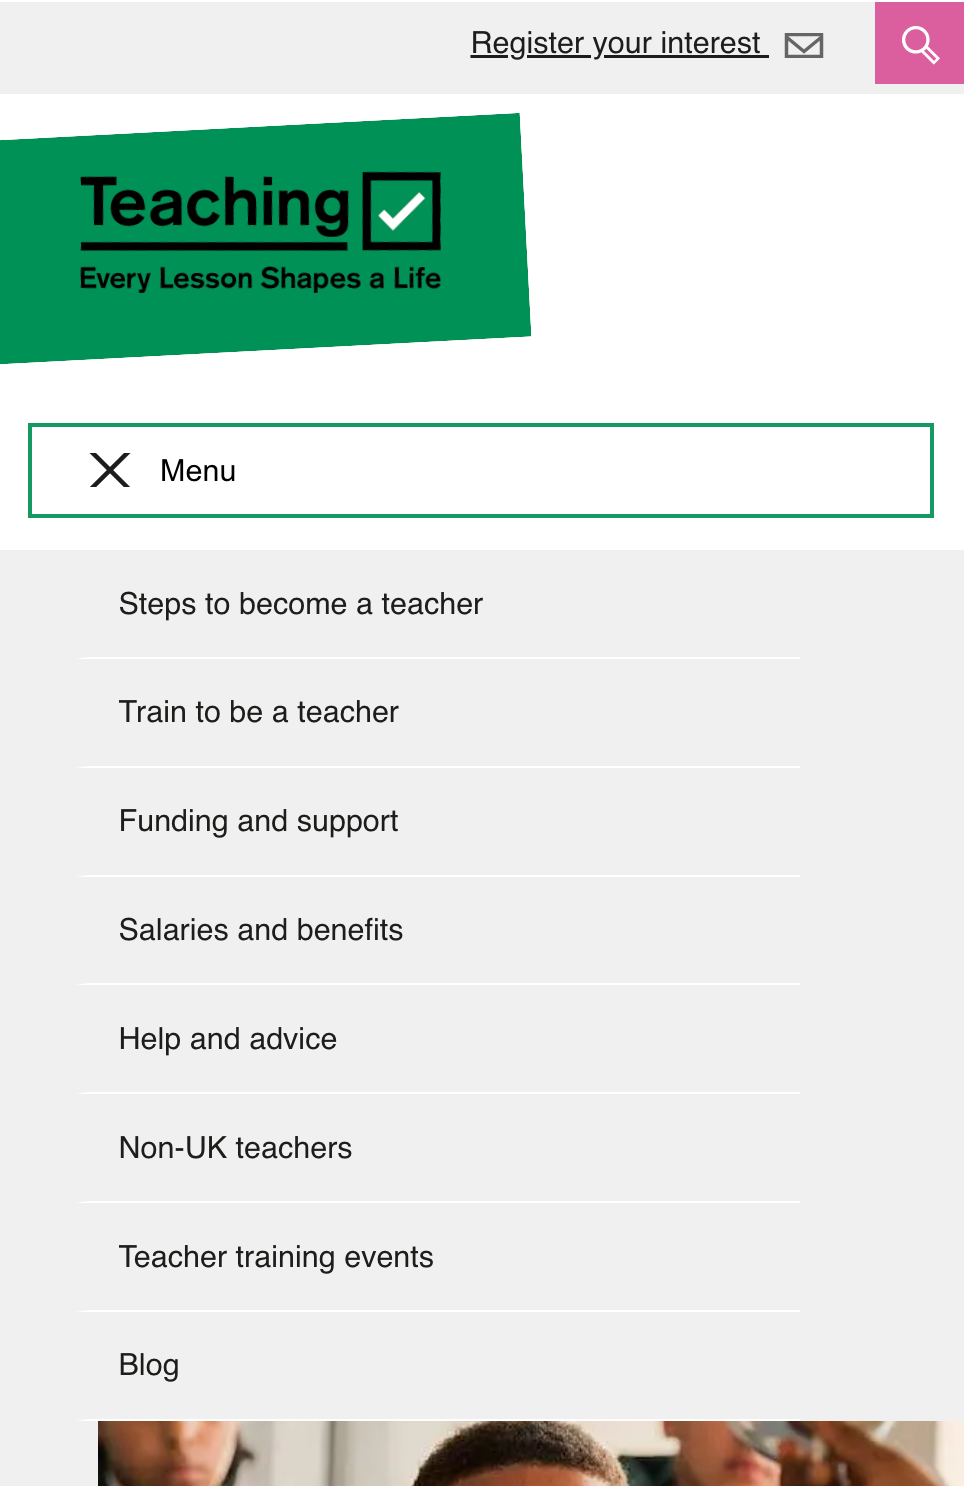 Register your interest
Teaching
Every Lesson Shapes a Life
Menu
Steps to become a teacher
Train to be a teacher
Funding and support
Salaries and benefits
Help and advice
Non-UK teachers
Teacher training events
Blog